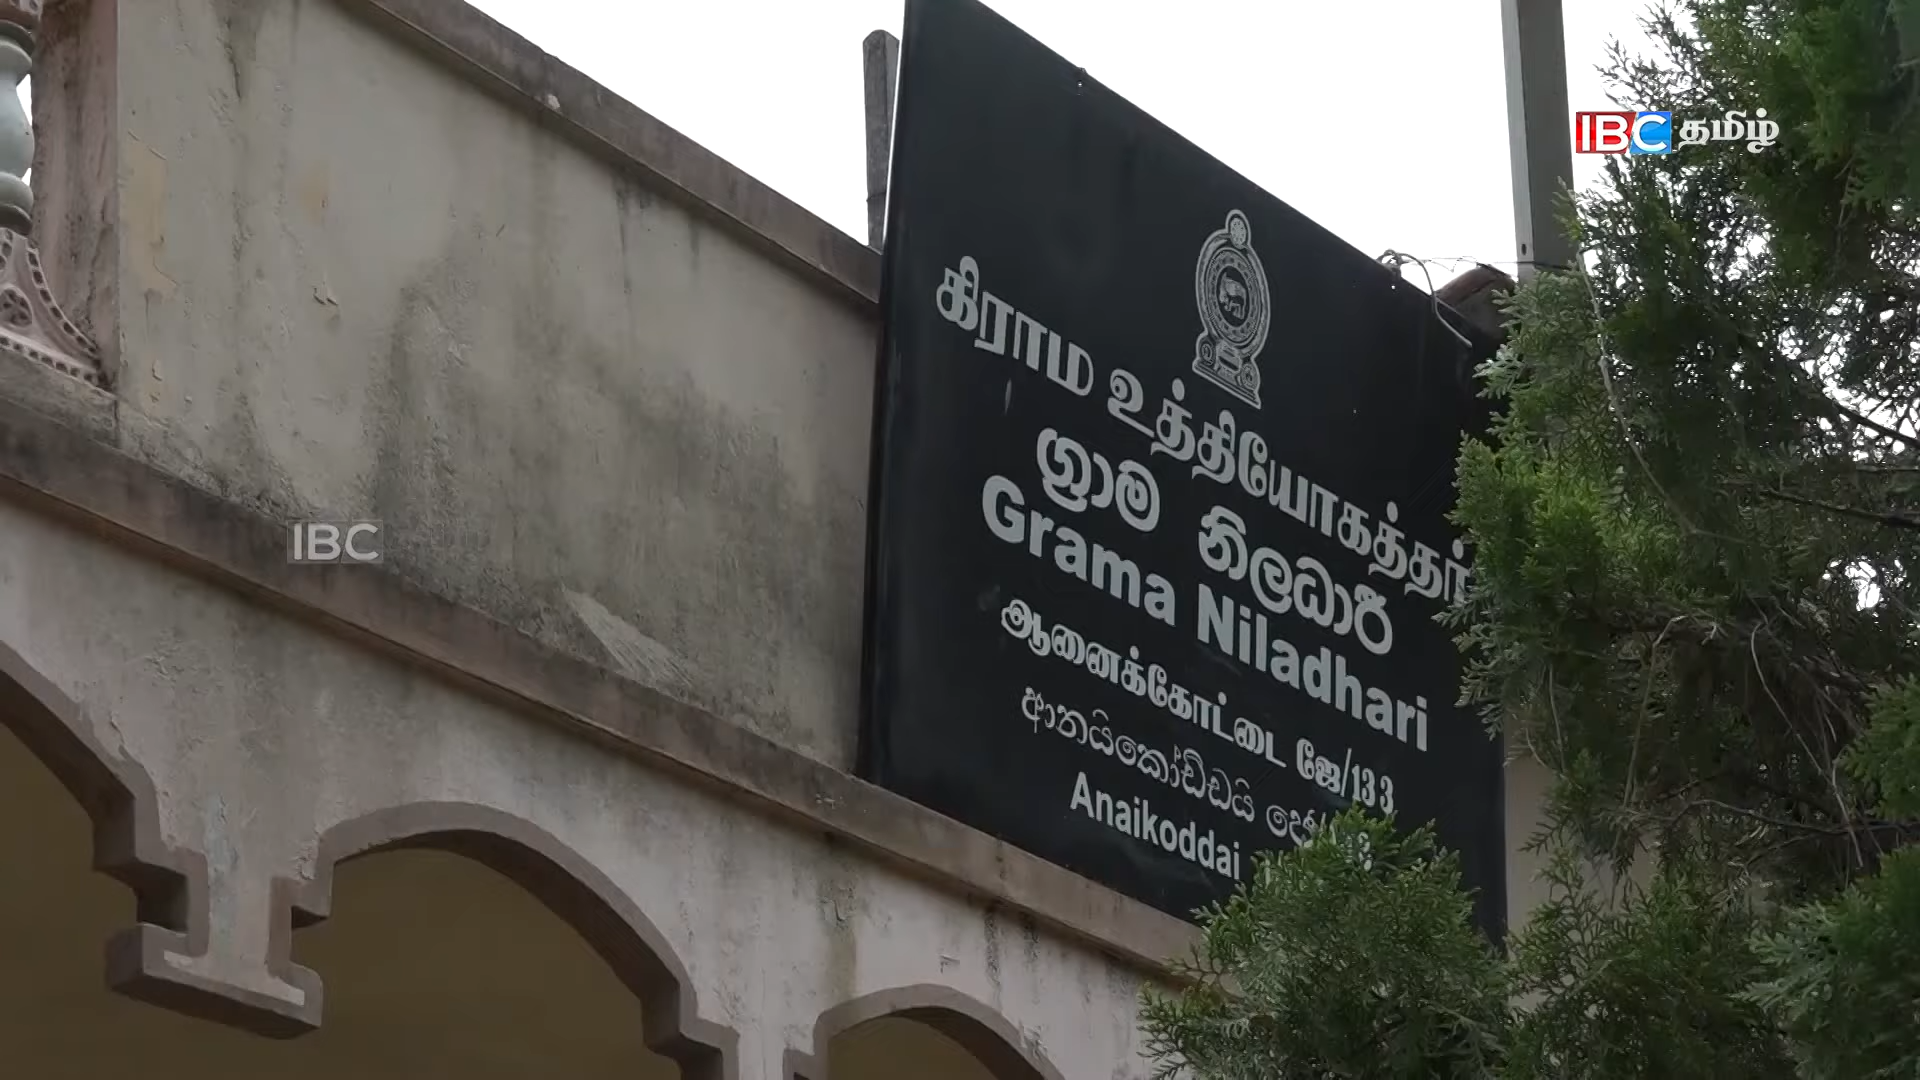 IBC தமிழ்
கிராம உத்தியோகத்தர்
ග්‍රාම නිලධාරී
Grama Niladhari
ஆனைக்கோட்டை ஜே/133
ආනයිකෝඩ්ඩයි
Anaikoddai
IBC